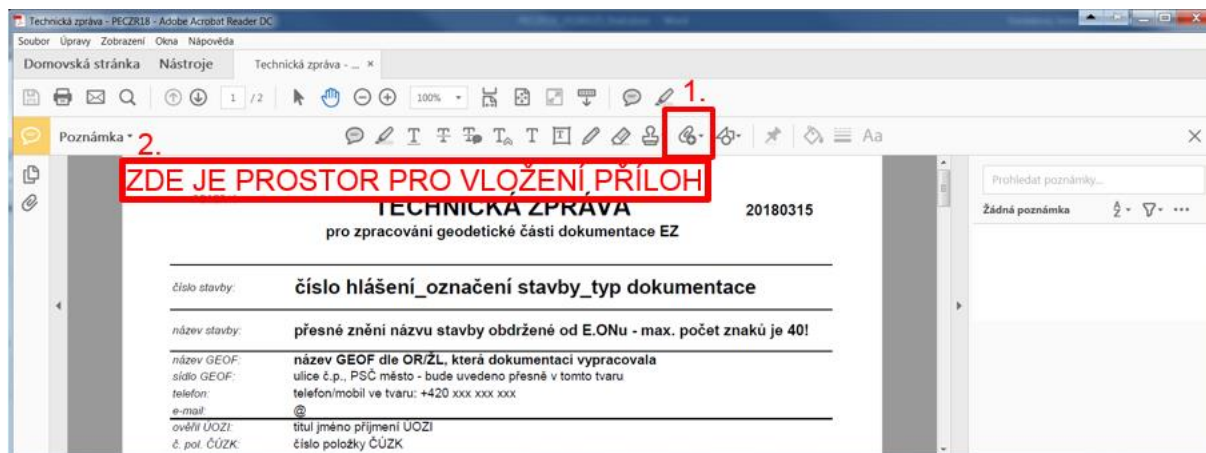 Technická zpráva - PECZR18 - Adobe Acrobat Reader DC
Soubor Úpravy Zobrazení Okna Nápověda
Domovská stránka Nástroje Technická zpráva - ... ×
1 / 2 100%
1.
Poznámka
2.
ZDE JE PROSTOR PRO VLOŽENÍ PŘÍLOH
Prohledat poznámky...
Žádná poznámka
TECHNICKÁ ZPRÁVA 20180315
pro zpracování geodetické části dokumentace EZ
číslo stavby: číslo hlášení_označení stavby_typ dokumentace
název stavby: přesné znění názvu stavby obdržené od E.ONu - max. počet znaků je 40!
název GEOF: název GEOF dle OR/ŽL, která dokumentaci vypracovala
sídlo GEOF: ulice č.p., PSČ město - bude uvedeno přesně v tomto tvaru
telefon: telefon/mobil ve tvaru: +420 xxx xxx xxx
e-mail: @
ověřil ÚOZI: titul jméno příjmení ÚOZI
č. pol. ČÚZK: číslo položky ČÚZK